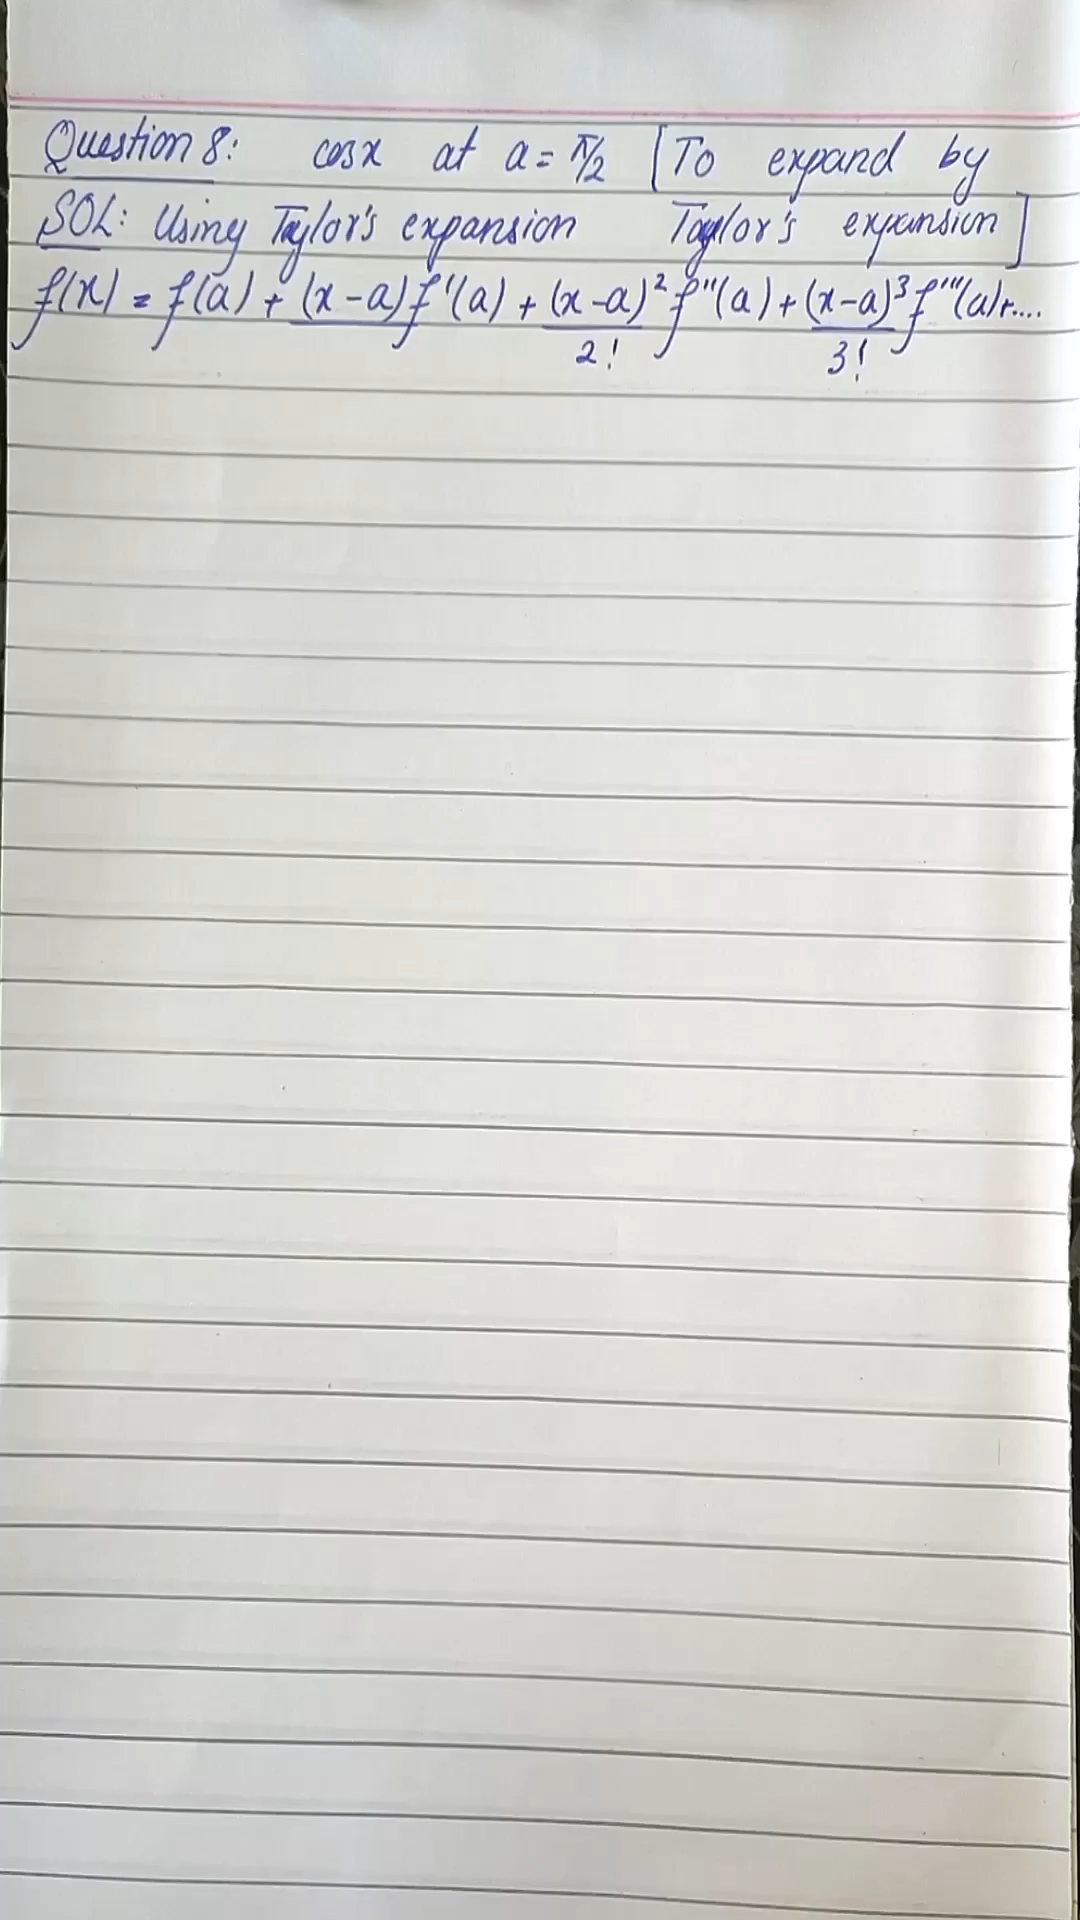 Question 8: cosx at a = π/2 [To expand by
SOL: Using Taylor's expansion Taylor's expansion]
f(x) = f(a) + (x-a)f'(a) + (x-a)² f''(a) + (x-a)³ f'''(a)+....
2! 3!